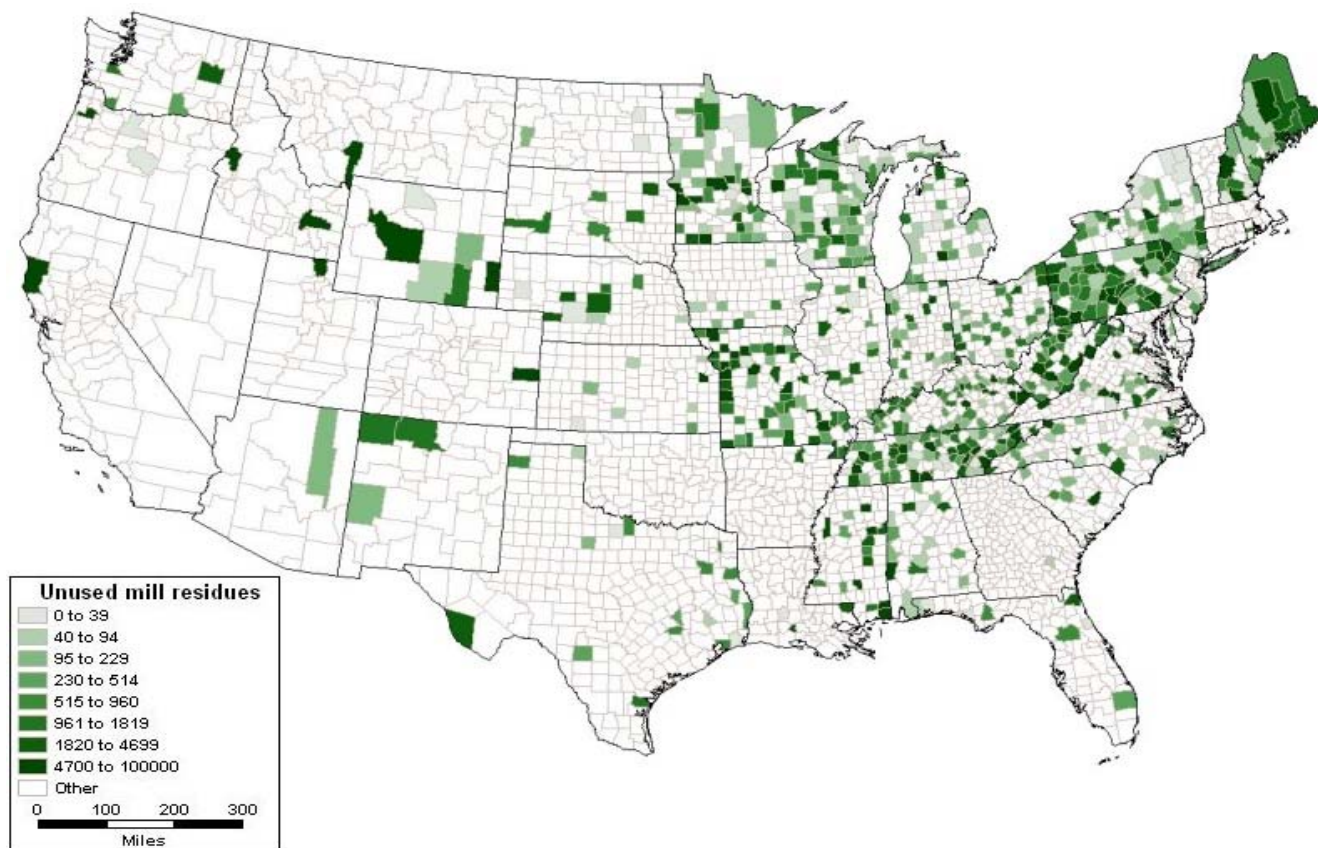 Unused mill residues
0 to 39
40 to 94
95 to 229
230 to 514
515 to 960
961 to 1819
1820 to 4699
4700 to 100000
Other
0 100 200 300
Miles